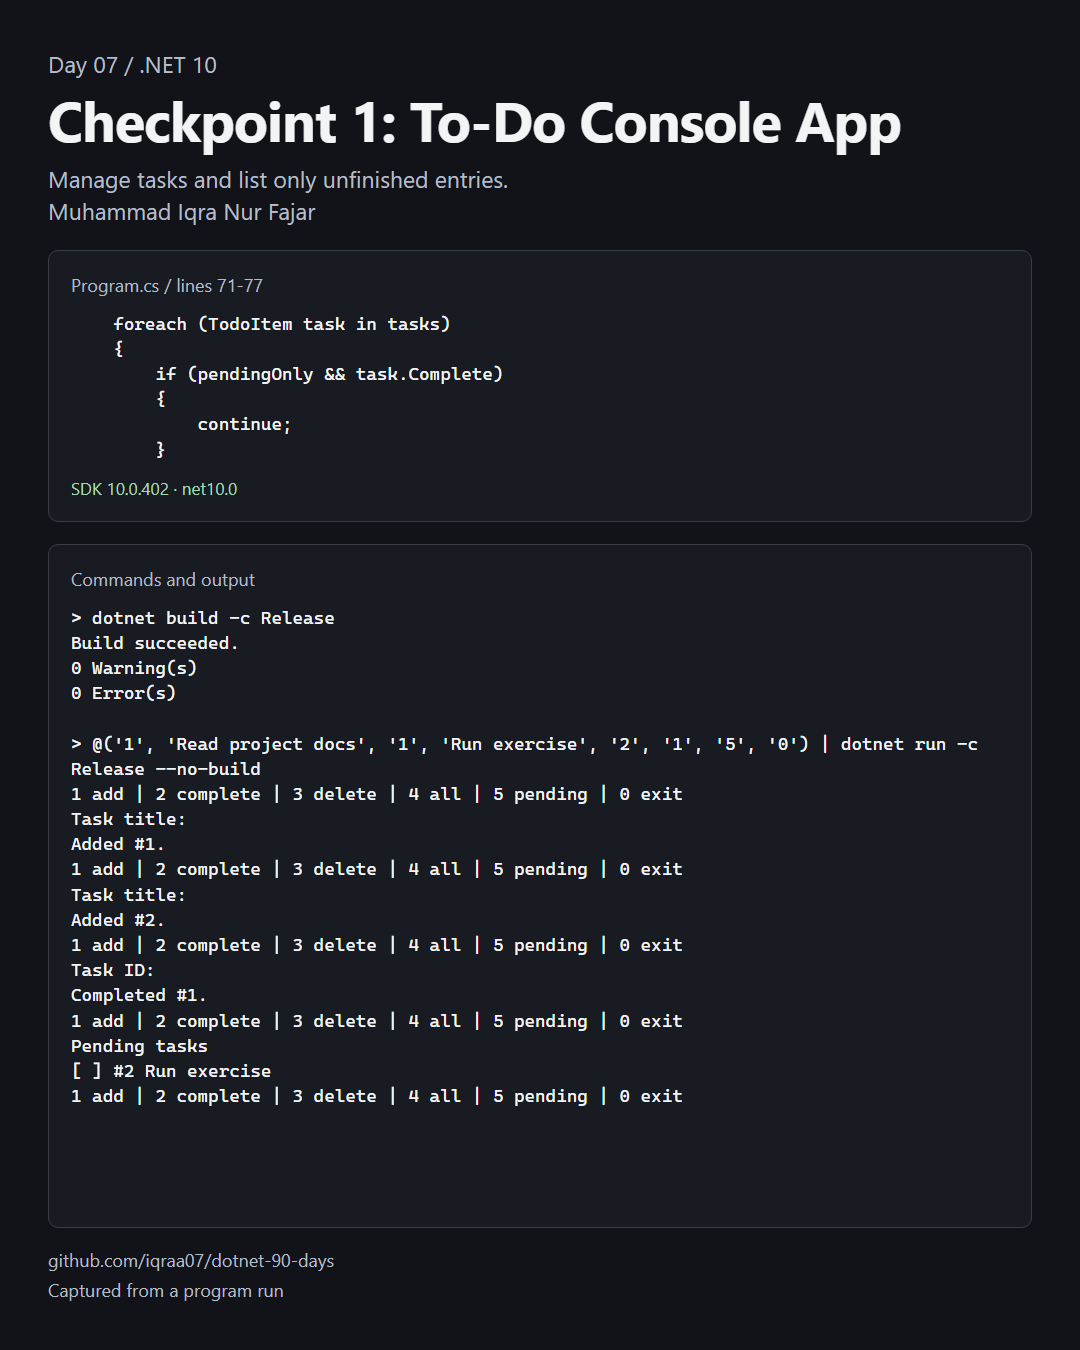 Day 07 / .NET 10
Checkpoint 1: To-Do Console App
Manage tasks and list only unfinished entries.
Muhammad Iqra Nur Fajar
Program.cs / lines 71-77
    foreach (TodoItem task in tasks)
    {
        if (pendingOnly && task.Complete)
        {
            continue;
        }
SDK 10.0.402 · net10.0
Commands and output
> dotnet build -c Release
Build succeeded.
0 Warning(s)
0 Error(s)

> @('1', 'Read project docs', '1', 'Run exercise', '2', '1', '5', '0') | dotnet run -c
Release --no-build
1 add | 2 complete | 3 delete | 4 all | 5 pending | 0 exit
Task title:
Added #1.
1 add | 2 complete | 3 delete | 4 all | 5 pending | 0 exit
Task title:
Added #2.
1 add | 2 complete | 3 delete | 4 all | 5 pending | 0 exit
Task ID:
Completed #1.
1 add | 2 complete | 3 delete | 4 all | 5 pending | 0 exit
Pending tasks
[ ] #2 Run exercise
1 add | 2 complete | 3 delete | 4 all | 5 pending | 0 exit
github.com/iqraa07/dotnet-90-days
Captured from a program run